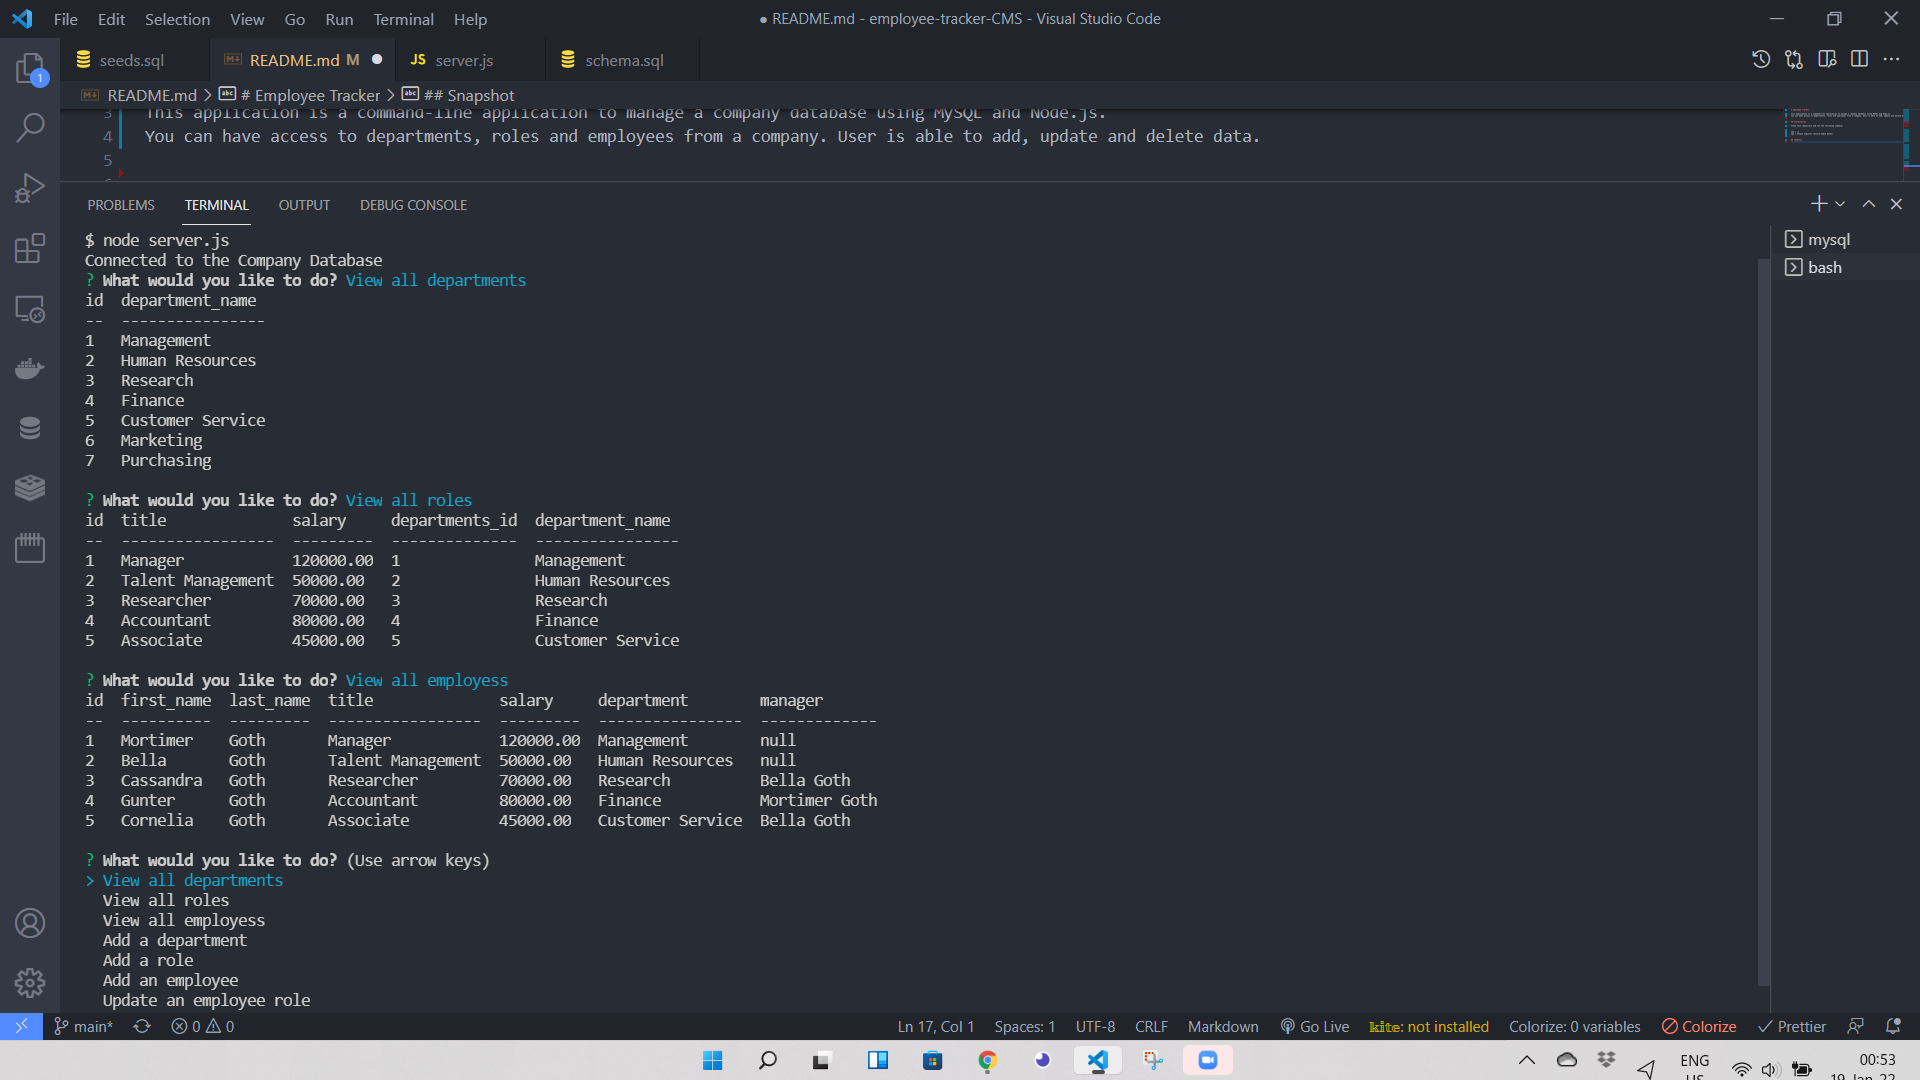 File Edit Selection View Go Run Terminal Help
● README.md - employee-tracker-CMS - Visual Studio Code
seeds.sql README.md M JS server.js schema.sql
1
README.md > # Employee Tracker > ## Snapshot
3 This application is a command-line application to manage a company database using MySQL and Node.js.
4 You can have access to departments, roles and employees from a company. User is able to add, update and delete data.
5
PROBLEMS TERMINAL OUTPUT DEBUG CONSOLE
mysql
bash
$ node server.js
Connected to the Company Database
? What would you like to do? View all departments
id department_name
-- ----------------
1 Management
2 Human Resources
3 Research
4 Finance
5 Customer Service
6 Marketing
7 Purchasing
? What would you like to do? View all roles
id title salary departments_id department_name
-- ----------------- --------- -------------- ----------------
1 Manager 120000.00 1 Management
2 Talent Management 50000.00 2 Human Resources
3 Researcher 70000.00 3 Research
4 Accountant 80000.00 4 Finance
5 Associate 45000.00 5 Customer Service
? What would you like to do? View all employess
id first_name last_name title salary department manager
-- ---------- --------- ----------------- --------- ---------------- -------------
1 Mortimer Goth Manager 120000.00 Management null
2 Bella Goth Talent Management 50000.00 Human Resources null
3 Cassandra Goth Researcher 70000.00 Research Bella Goth
4 Gunter Goth Accountant 80000.00 Finance Mortimer Goth
5 Cornelia Goth Associate 45000.00 Customer Service Bella Goth
? What would you like to do? (Use arrow keys)
> View all departments
View all roles
View all employess
Add a department
Add a role
Add an employee
Update an employee role
main* 0 0 Ln 17, Col 1 Spaces: 1 UTF-8 CRLF Markdown Go Live kite: not installed Colorize: 0 variables Colorize Prettier
ENG
US
00:53
19-Jan-22